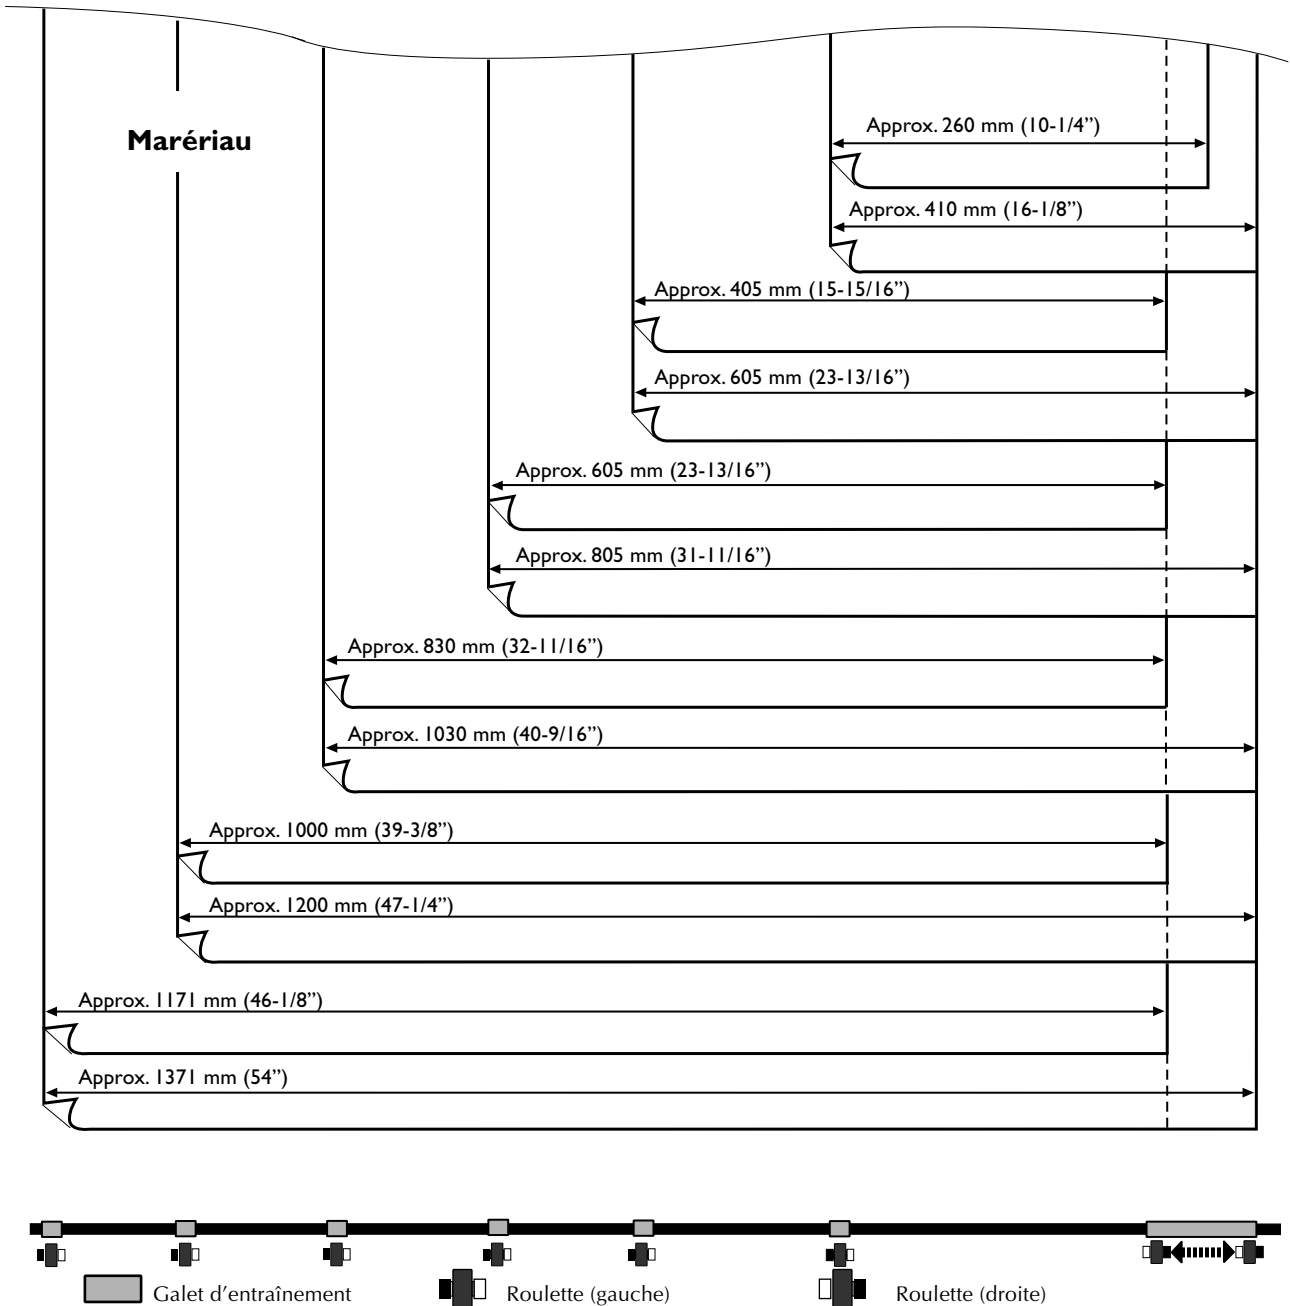 Marériau
Approx. 260 mm (10-1/4”)
Approx. 410 mm (16-1/8”)
Approx. 405 mm (15-15/16”)
Approx. 605 mm (23-13/16”)
Approx. 605 mm (23-13/16”)
Approx. 805 mm (31-11/16”)
Approx. 830 mm (32-11/16”)
Approx. 1030 mm (40-9/16”)
Approx. 1000 mm (39-3/8”)
Approx. 1200 mm (47-1/4”)
Approx. 1171 mm (46-1/8”)
Approx. 1371 mm (54”)
Galet d’entraînement
Roulette (gauche)
Roulette (droite)